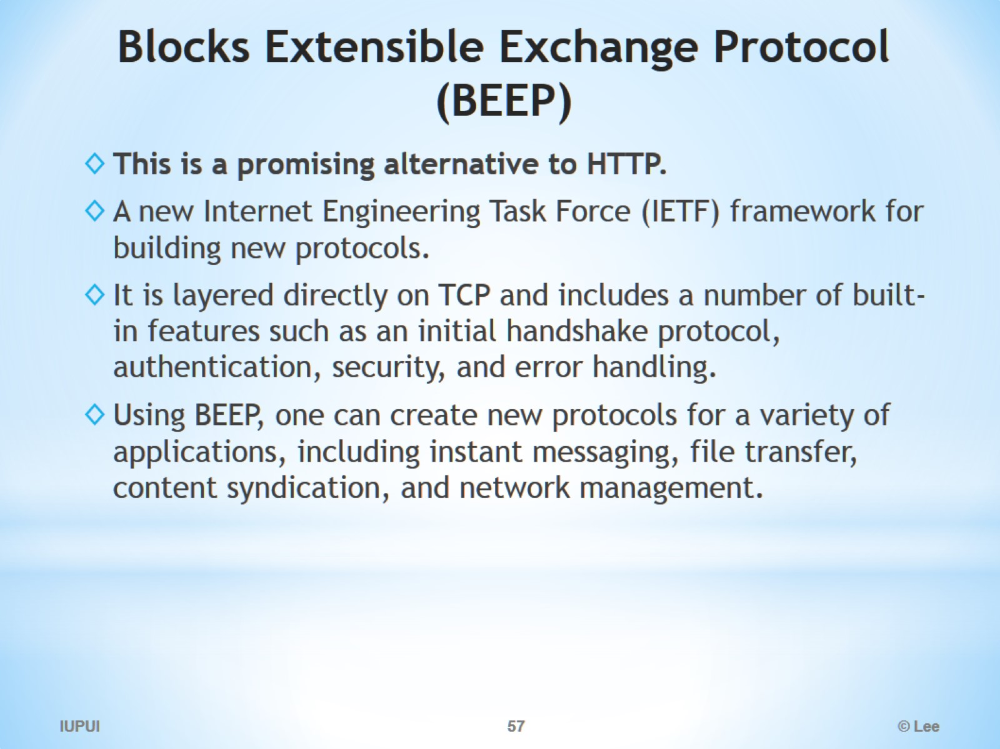 Blocks Extensible Exchange Protocol
(BEEP)
◇ This is a promising alternative to HTTP.
◇ A new Internet Engineering Task Force (IETF) framework for
building new protocols.
◇ It is layered directly on TCP and includes a number of built-
in features such as an initial handshake protocol,
authentication, security, and error handling.
◇ Using BEEP, one can create new protocols for a variety of
applications, including instant messaging, file transfer,
content syndication, and network management.
IUPUI 57 © Lee